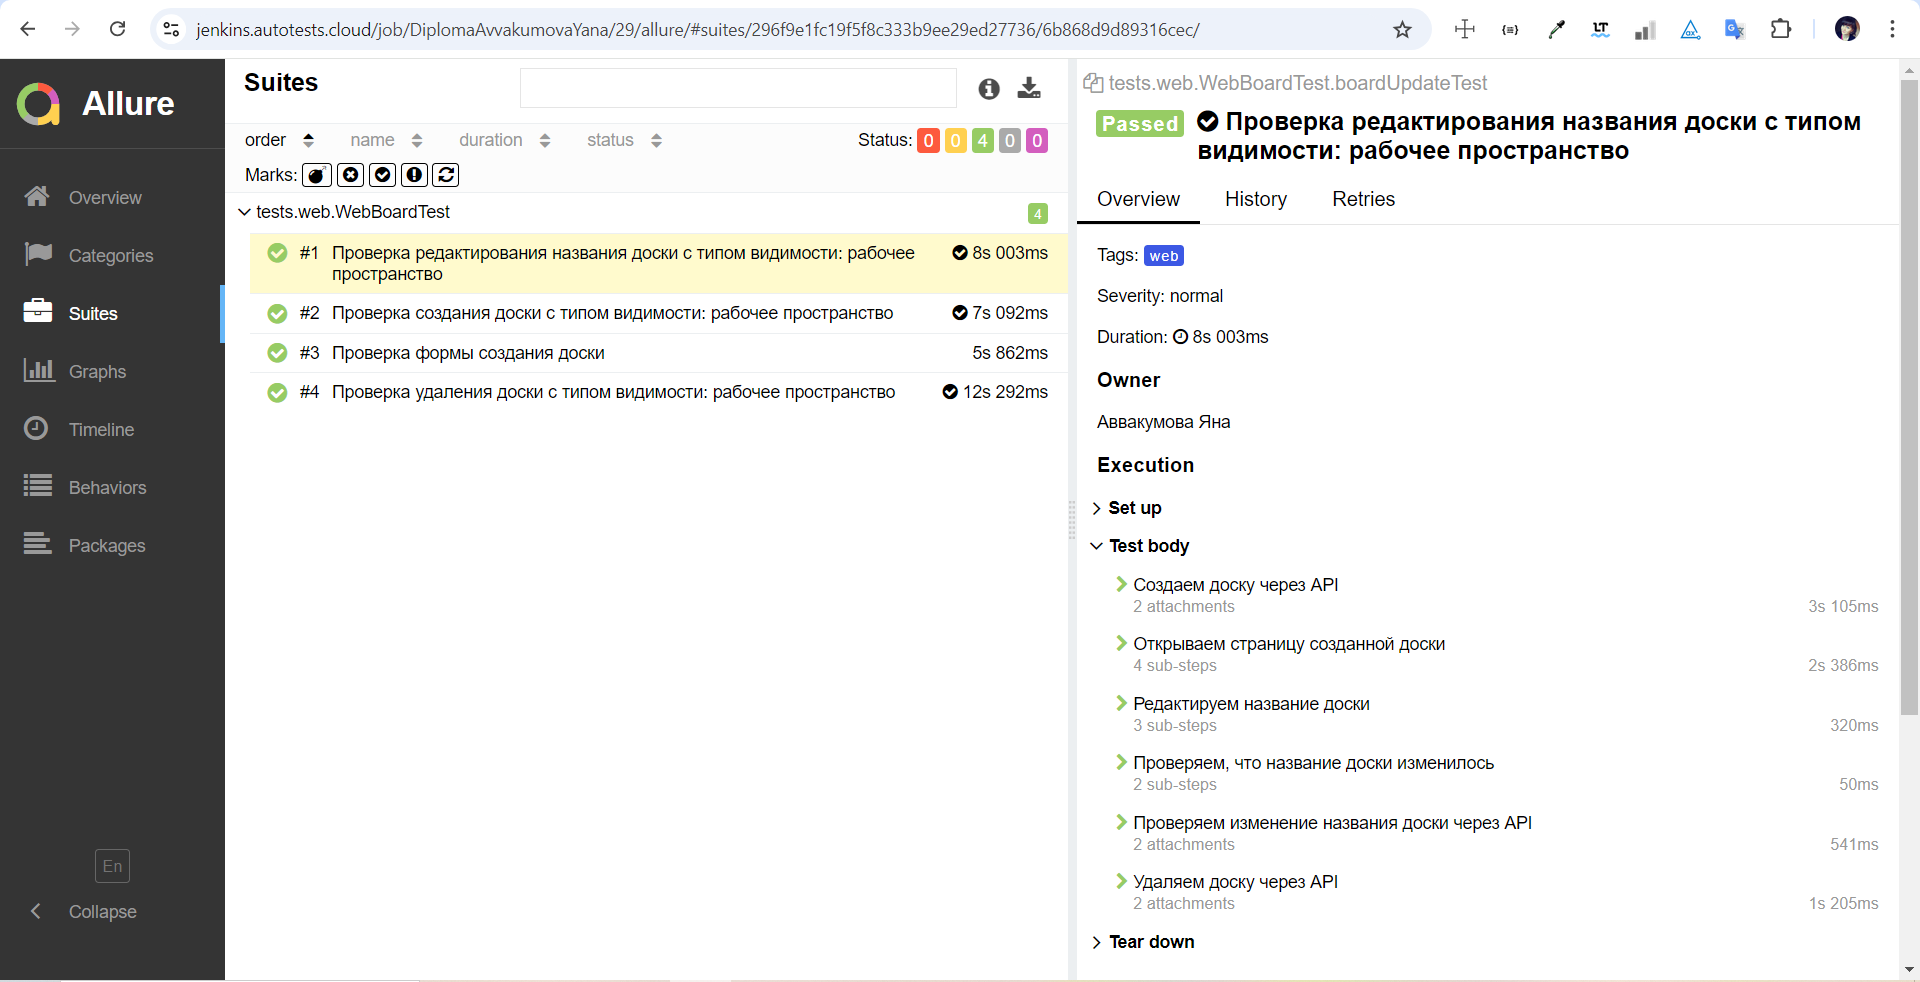 jenkins.autotests.cloud/job/DiplomaAvvakumovaYana/29/allure/#suites/296f9e1fc19f5f8c333b9ee29ed27736/6b868d9d89316cec/
Allure
Overview
Categories
Suites
Graphs
Timeline
Behaviors
Packages
En
Collapse
Suites
order name duration status
Status: 0 0 4 0 0
Marks:
tests.web.WebBoardTest 4
#1 Проверка редактирования названия доски с типом видимости: рабочее 8s 003ms
пространство
#2 Проверка создания доски с типом видимости: рабочее пространство 7s 092ms
#3 Проверка формы создания доски 5s 862ms
#4 Проверка удаления доски с типом видимости: рабочее пространство 12s 292ms
tests.web.WebBoardTest.boardUpdateTest
Passed Проверка редактирования названия доски с типом
видимости: рабочее пространство
Overview History Retries
Tags: web
Severity: normal
Duration: 8s 003ms
Owner
Аввакумова Яна
Execution
Set up
Test body
Создаем доску через API
2 attachments 3s 105ms
Открываем страницу созданной доски
4 sub-steps 2s 386ms
Редактируем название доски
3 sub-steps 320ms
Проверяем, что название доски изменилось
2 sub-steps 50ms
Проверяем изменение названия доски через API
2 attachments 541ms
Удаляем доску через API
2 attachments 1s 205ms
Tear down